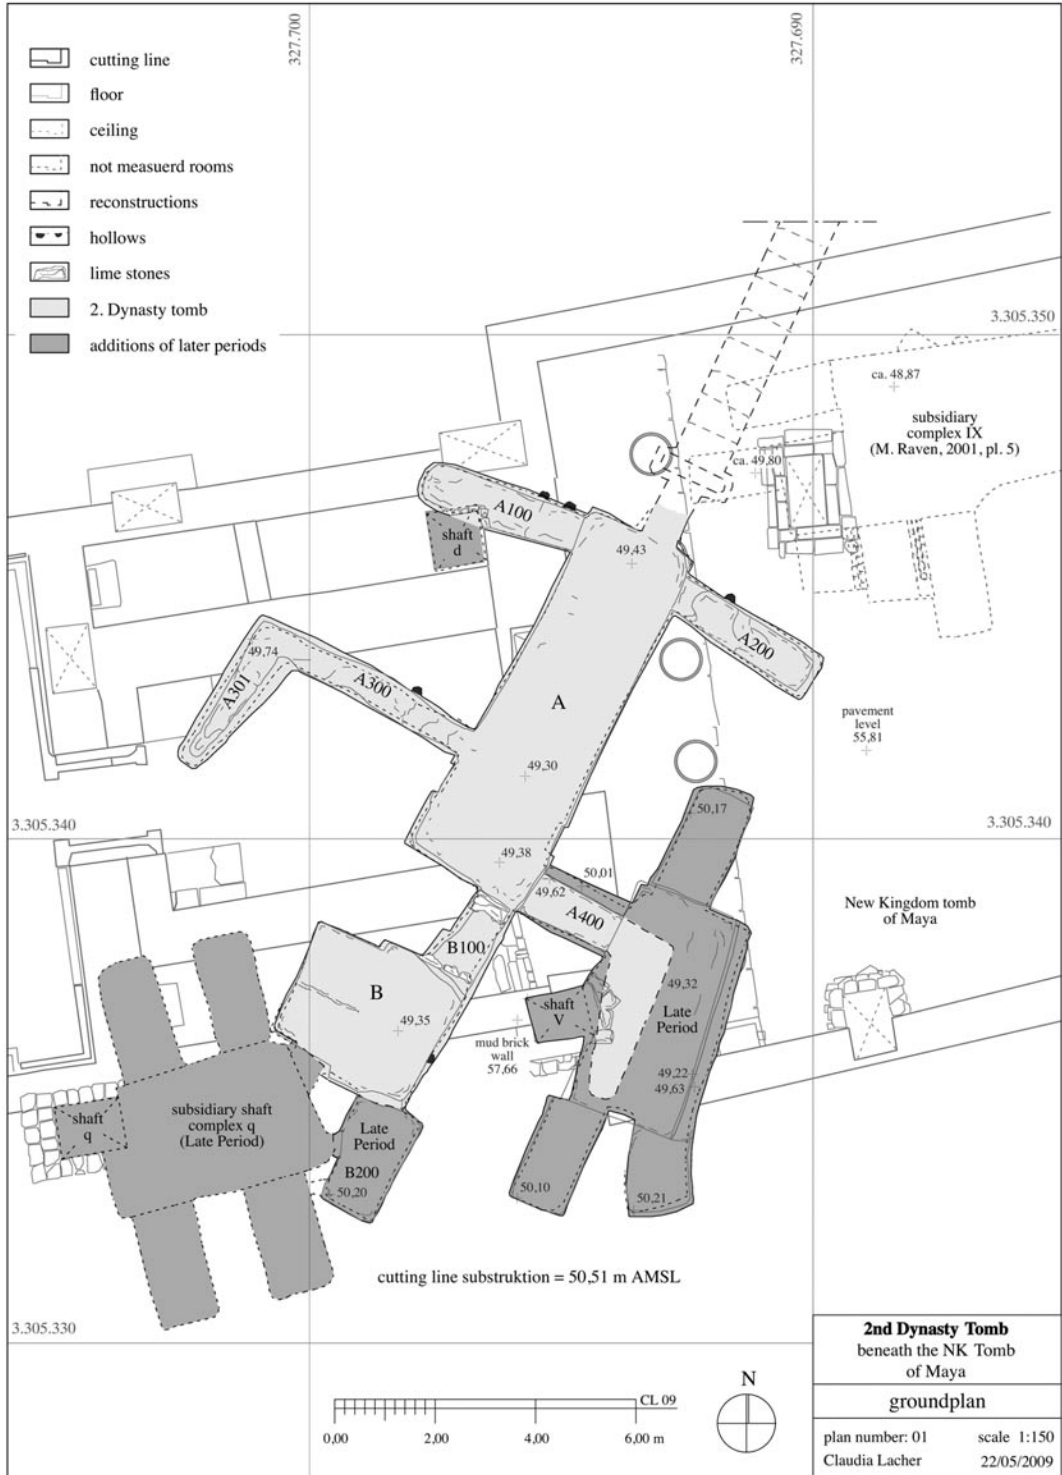 327.700
327.690
cutting line
floor
ceiling
not measuerd rooms
reconstructions
hollows
lime stones
2. Dynasty tomb
additions of later periods
3.305.350
ca. 48,87
subsidiary
complex IX
(M. Raven, 2001, pl. 5)
ca. 49,80
A100
shaft
d
49,43
A200
49,74
A301
A300
A
pavement
level
55,81
49,30
50,17
3.305.340
3.305.340
49,38
50,01
49,62
A400
New Kingdom tomb
of Maya
B100
B
49,32
Late
Period
shaft
V
49,35
mud brick
wall
57,66
49,22
49,63
shaft
q
subsidiary shaft
complex q
(Late Period)
Late
Period
B200
50,20
50,10
50,21
cutting line substruktion = 50,51 m AMSL
3.305.330
2nd Dynasty Tomb
beneath the NK Tomb
of Maya
groundplan
plan number: 01 scale 1:150
Claudia Lacher 22/05/2009
N
CL 09
0,00 2,00 4,00 6,00 m